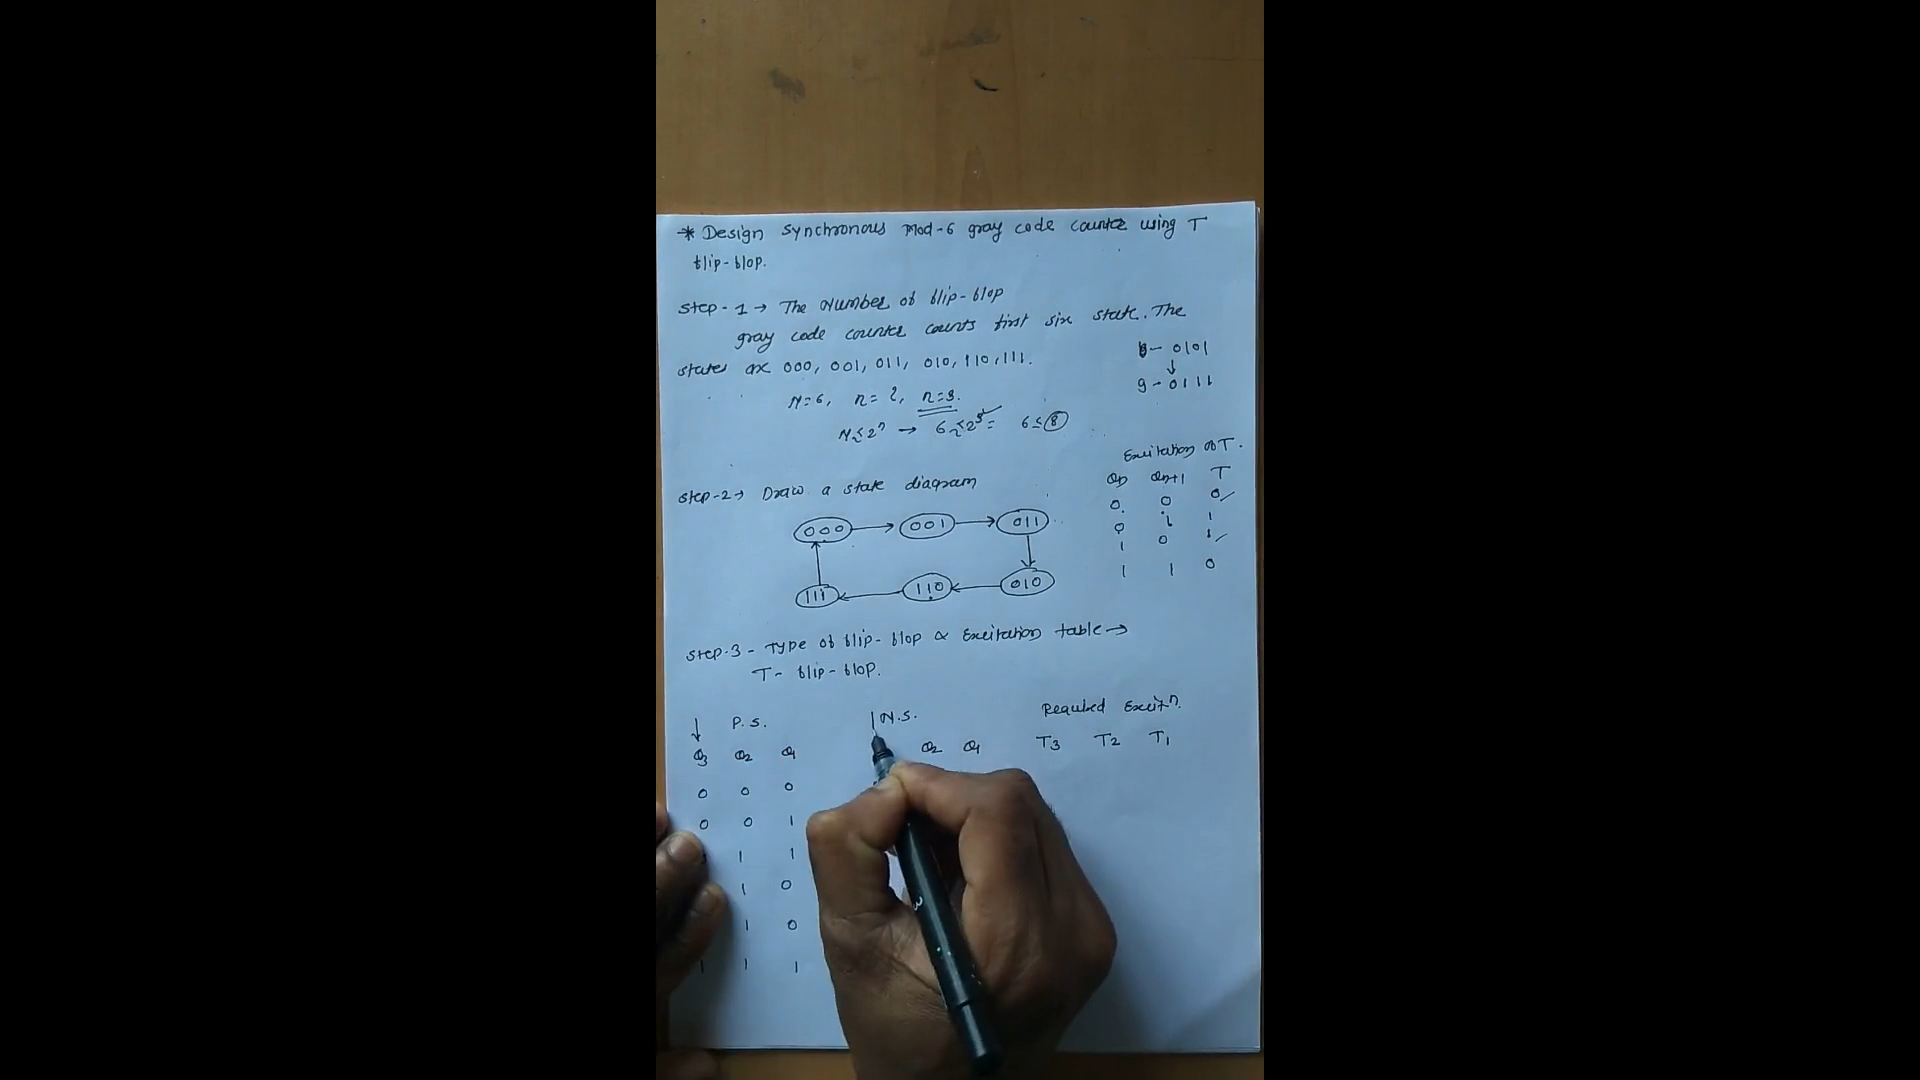 * Design Synchronous Mod-6 gray code counter using T
flip-flop.
Step-1 → The Number of flip-flop
gray code counter counts first six state. The
states are 000, 001, 011, 010, 110, 111.
B - 0101
↓
g - 0111
N=6, n=?, n=3.
N≤2ⁿ → 6≤2³ = 6≤8
Excitation of T.
Qn Qn+1 T
0 0 0
0 1 1
1 0 1
1 1 0
Step-2 → Draw a state diagram
000 → 001 → 011
111 ← 110 ← 010
Step-3 - Type of flip-flop & Excitation table →
T- flip-flop.
P.S. N.S. Required Excitⁿ.
Q3 Q2 Q1 Q2 Q1 T3 T2 T1
0 0 0
0 0 1
1 1
1 0
1 0
1 1 1